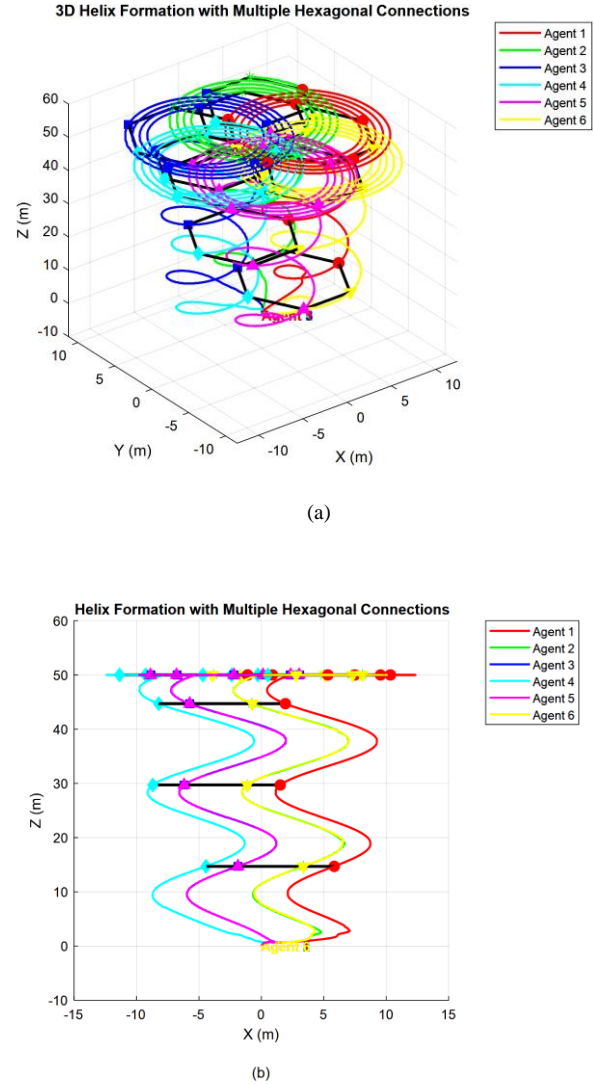 3D Helix Formation with Multiple Hexagonal Connections
Agent 1
Agent 2
Agent 3
Agent 4
Agent 5
Agent 6
60
50
40
30
20
10
0
-10
Z (m)
10
5
0
-5
-10
Y (m)
-10
-5
0
5
10
X (m)
(a)
Helix Formation with Multiple Hexagonal Connections
Agent 1
Agent 2
Agent 3
Agent 4
Agent 5
Agent 6
60
50
40
30
20
10
0
-10
Z (m)
Agent
-15
-10
-5
0
5
10
15
X (m)
(b)